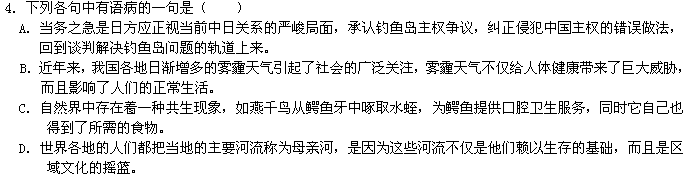 4. 下列各句中有语病的一句是（　　）
A. 当务之急是日方应正视当前中日关系的严峻局面，承认钓鱼岛主权争议，纠正侵犯中国主权的错误做法，
回到谈判解决钓鱼岛问题的轨道上来。
B. 近年来，我国各地日渐增多的雾霾天气引起了社会的广泛关注，雾霾天气不仅给人体健康带来了巨大威胁，
而且影响了人们的正常生活。
C. 自然界中存在着一种共生现象，如燕千鸟从鳄鱼牙中啄取水蛭，为鳄鱼提供口腔卫生服务，同时它自己也
得到了所需的食物。
D. 世界各地的人们都把当地的主要河流称为母亲河，是因为这些河流不仅是他们赖以生存的基础，而且是区
域文化的摇篮。